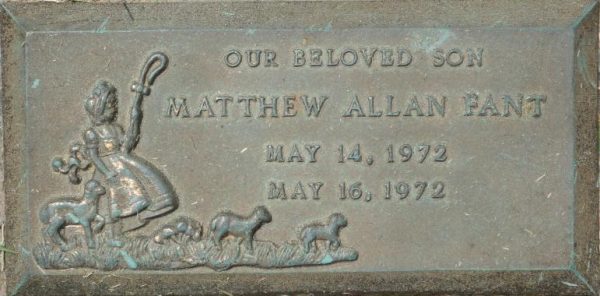 OUR BELOVED SON
MATTHEW ALLAN FANT
MAY 14, 1972
MAY 16, 1972